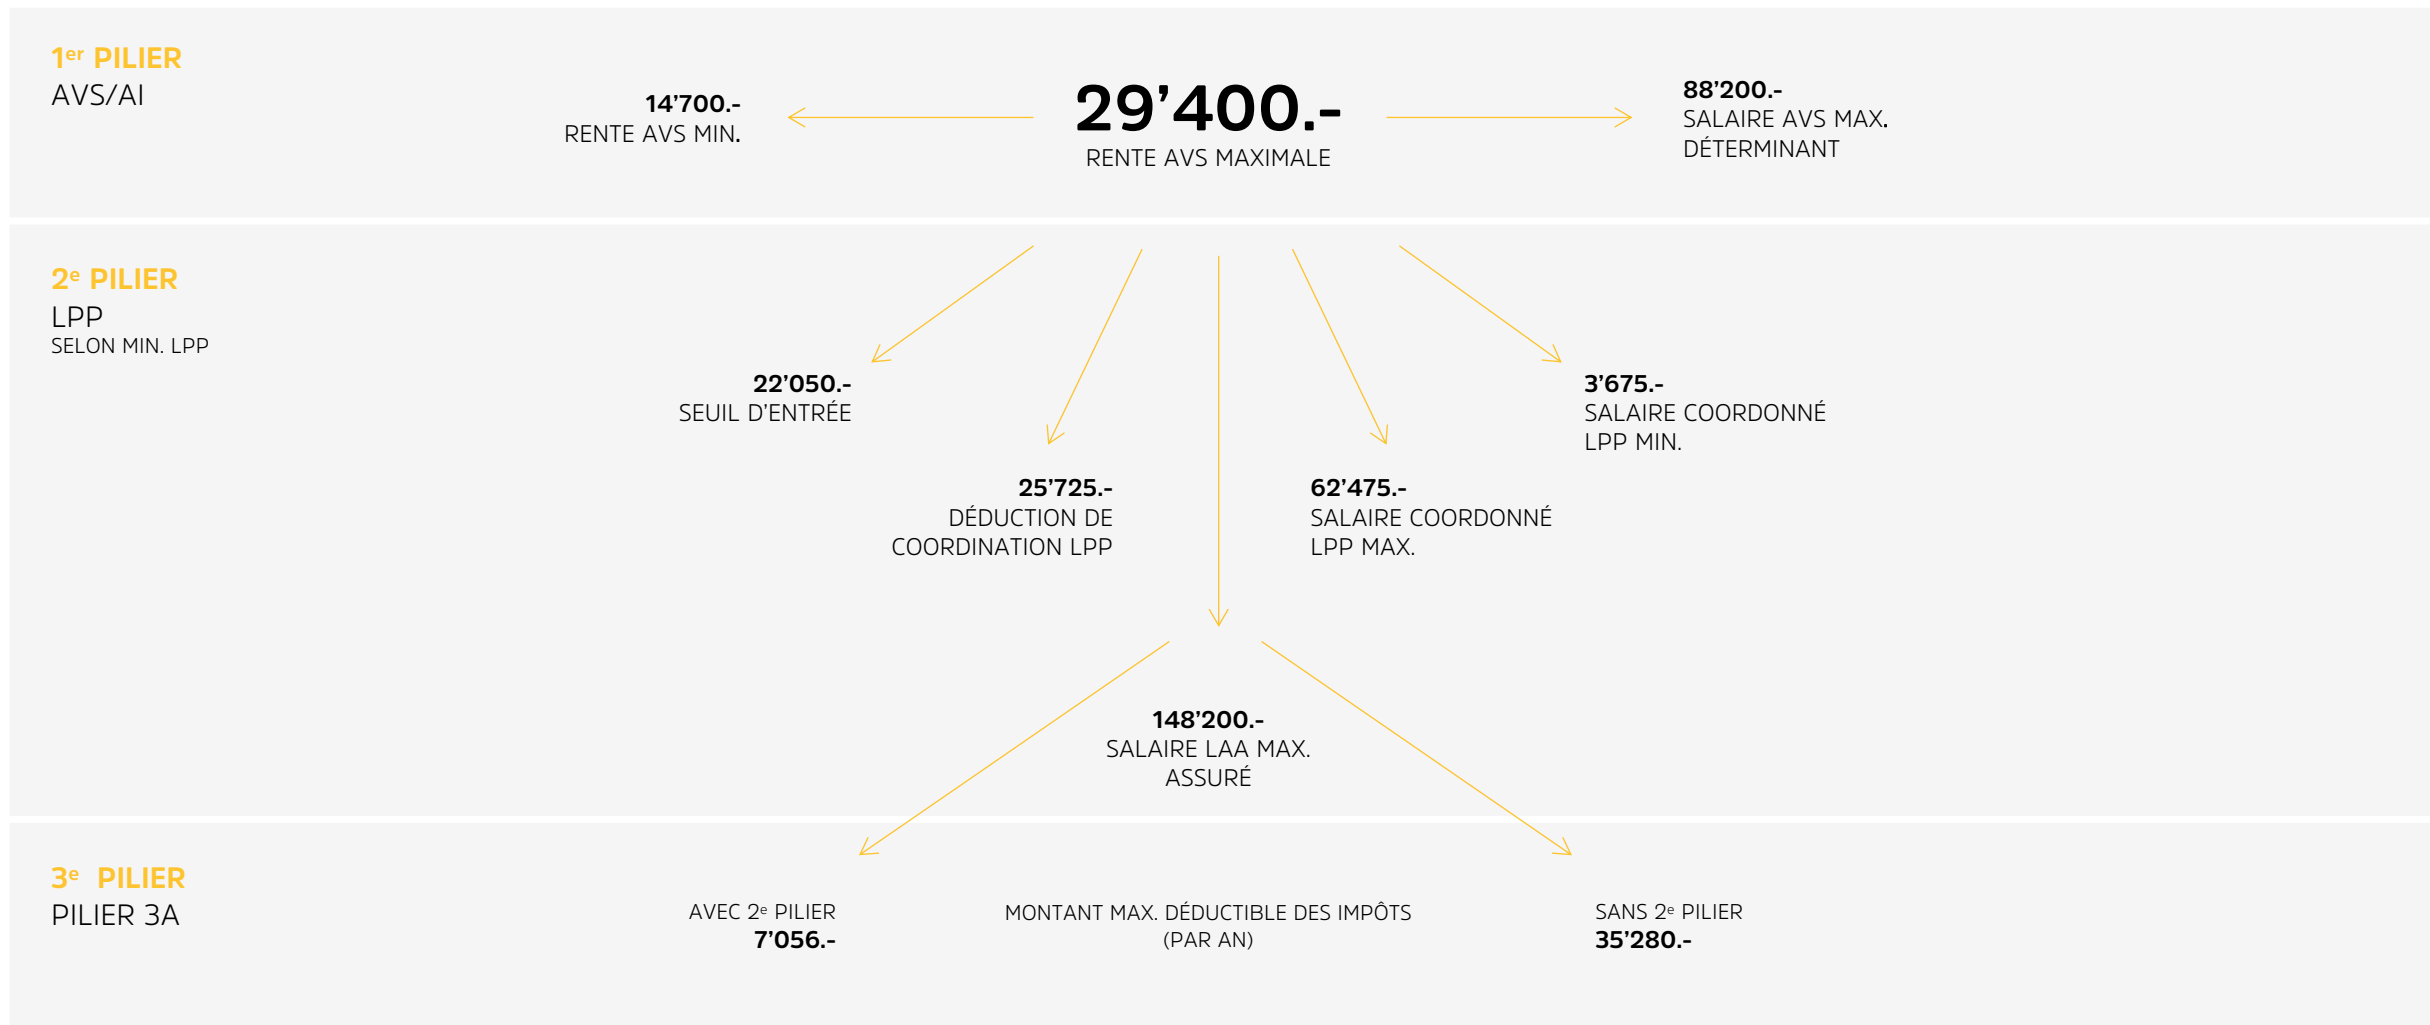 1er PILIER
AVS/AI
14’700.-
RENTE AVS MIN.
29’400.-
RENTE AVS MAXIMALE
88’200.-
SALAIRE AVS MAX.
DÉTERMINANT
2e PILIER
LPP
SELON MIN. LPP
22’050.-
SEUIL D’ENTRÉE
3’675.-
SALAIRE COORDONNÉ
LPP MIN.
25’725.-
DÉDUCTION DE
COORDINATION LPP
62’475.-
SALAIRE COORDONNÉ
LPP MAX.
148’200.-
SALAIRE LAA MAX.
ASSURÉ
3e PILIER
PILIER 3A
AVEC 2e PILIER
7’056.-
MONTANT MAX. DÉDUCTIBLE DES IMPÔTS
(PAR AN)
SANS 2e PILIER
35’280.-